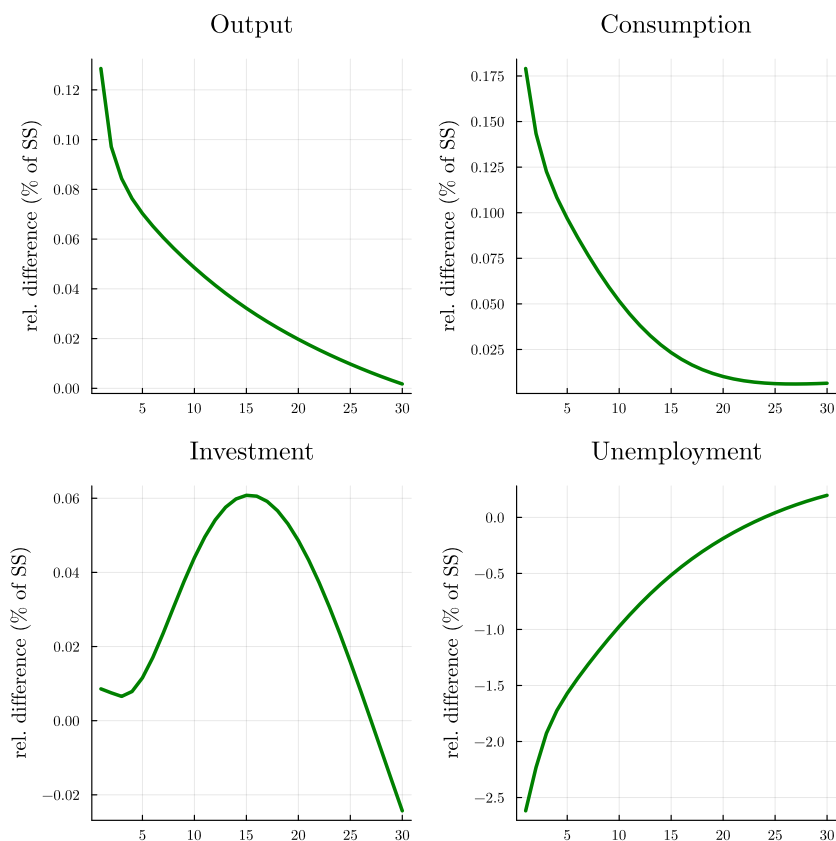 Output
rel. difference (% of SS)
0.12
0.10
0.08
0.06
0.04
0.02
0.00
5 10 15 20 25 30
Consumption
rel. difference (% of SS)
0.175
0.150
0.125
0.100
0.075
0.050
0.025
5 10 15 20 25 30
Investment
rel. difference (% of SS)
0.06
0.04
0.02
0.00
−0.02
5 10 15 20 25 30
Unemployment
rel. difference (% of SS)
0.0
−0.5
−1.0
−1.5
−2.0
−2.5
5 10 15 20 25 30